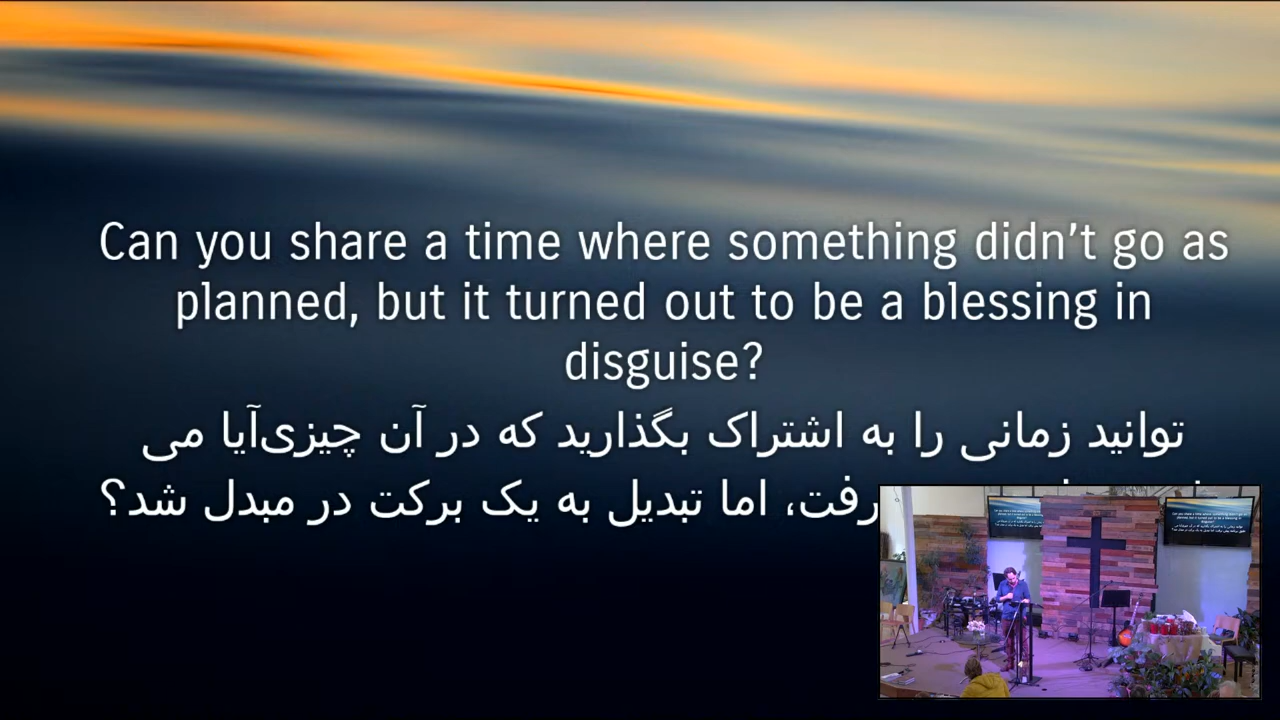 Can you share a time where something didn't go as
planned, but it turned out to be a blessing in
disguise?
توانید زمانی را به اشتراک بگذارید که در آن چیزی‌آیا می
رفت، اما تبدیل به یک برکت در مبدل شد؟